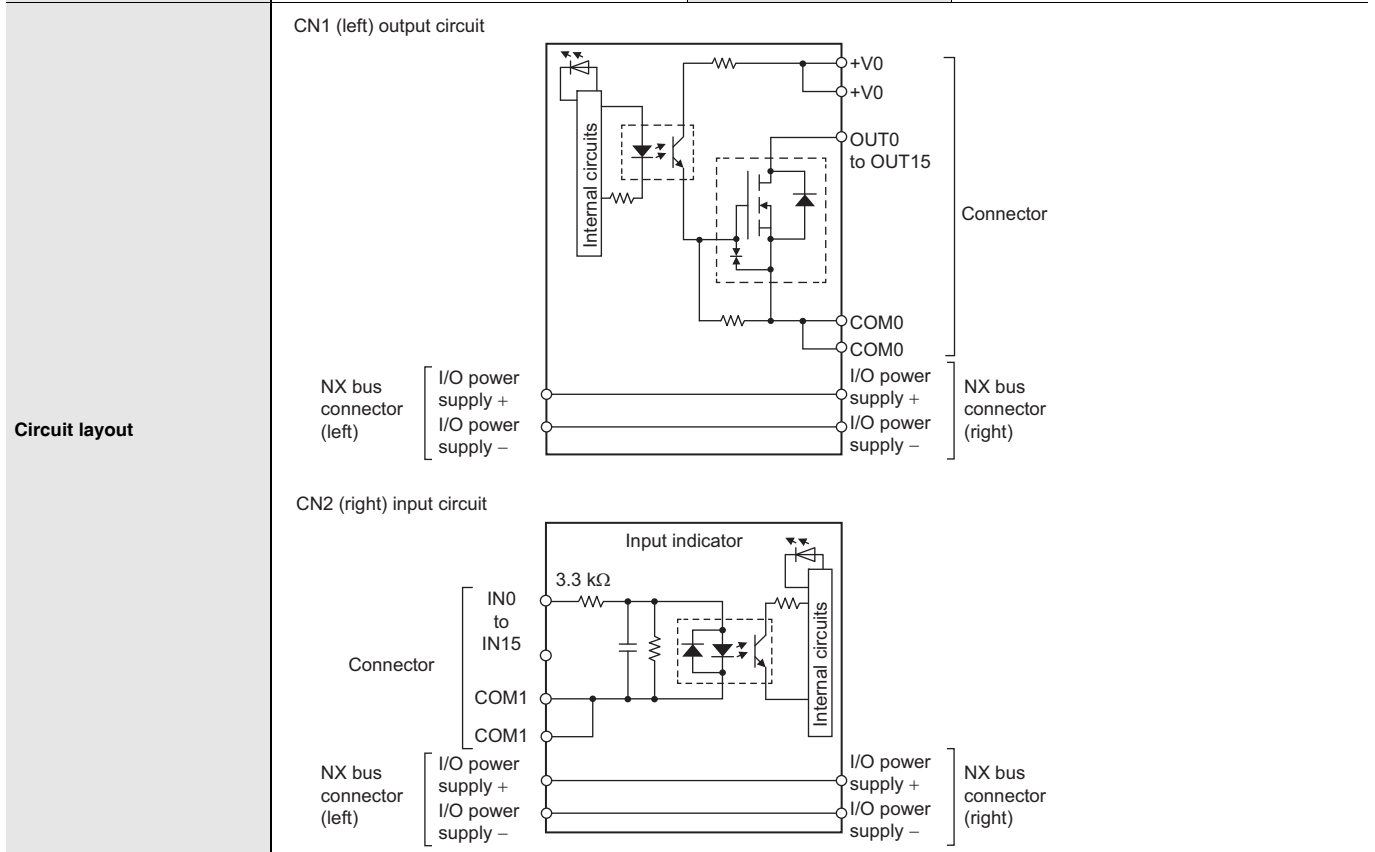 Circuit layout
CN1 (left) output circuit
Internal circuits
+V0
+V0
OUT0
to OUT15
Connector
COM0
COM0
NX bus
connector
(left)
I/O power
supply +
I/O power
supply −
I/O power
supply +
I/O power
supply −
NX bus
connector
(right)
CN2 (right) input circuit
Input indicator
3.3 kΩ
IN0
to
IN15
Connector
COM1
COM1
Internal circuits
NX bus
connector
(left)
I/O power
supply +
I/O power
supply −
I/O power
supply +
I/O power
supply −
NX bus
connector
(right)